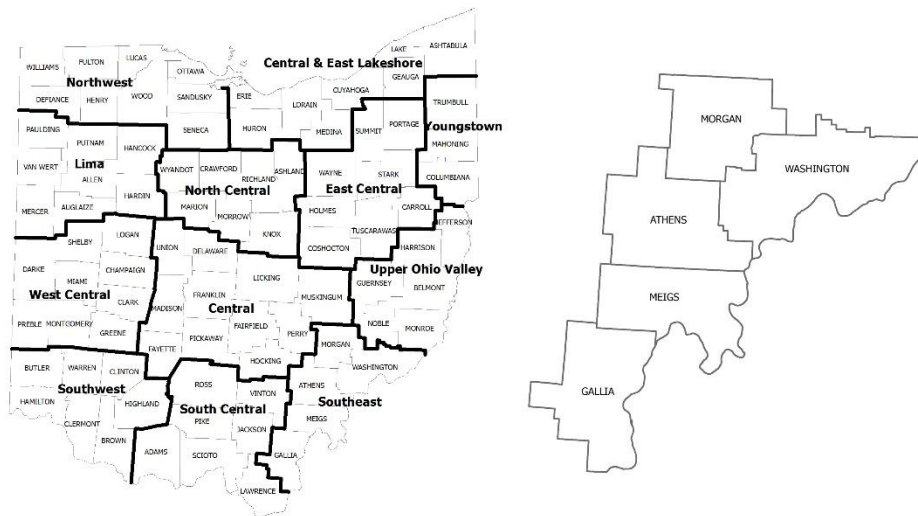 ASHTABULA
LAKE
LUCAS
FULTON
WILLIAMS
OTTAWA
Central & East Lakeshore
GEAUGA
Northwest
CUYAHOGA
DEFIANCE
HENRY
WOOD
SANDUSKY
ERIE
LORAIN
TRUMBULL
PORTAGE
SUMMIT
MEDINA
HURON
SENECA
PAULDING
Youngstown
PUTNAM
HANCOCK
MAHONING
Lima
VAN WERT
ALLEN
WYANDOT
CRAWFORD
RICHLAND
ASHLAND
WAYNE
STARK
COLUMBIANA
North Central
East Central
HARDIN
MERCER
AUGLAIZE
MARION
MORROW
HOLMES
CARROLL
JEFFERSON
KNOX
TUSCARAWAS
COSHOCTON
HARRISON
LOGAN
SHELBY
UNION
DELAWARE
DARKE
CHAMPAIGN
LICKING
Upper Ohio Valley
MIAMI
GUERNSEY
BELMONT
West Central
FRANKLIN
MUSKINGUM
CLARK
MADISON
Central
PREBLE
MONTGOMERY
GREENE
FAIRFIELD
PERRY
NOBLE
MONROE
FAYETTE
PICKAWAY
MORGAN
HOCKING
WASHINGTON
BUTLER
WARREN
CLINTON
ROSS
VINTON
ATHENS
Southwest
Southeast
HAMILTON
HIGHLAND
South Central
CLERMONT
PIKE
MEIGS
JACKSON
BROWN
ADAMS
SCIOTO
GALLIA
LAWRENCE
MORGAN
WASHINGTON
ATHENS
MEIGS
GALLIA